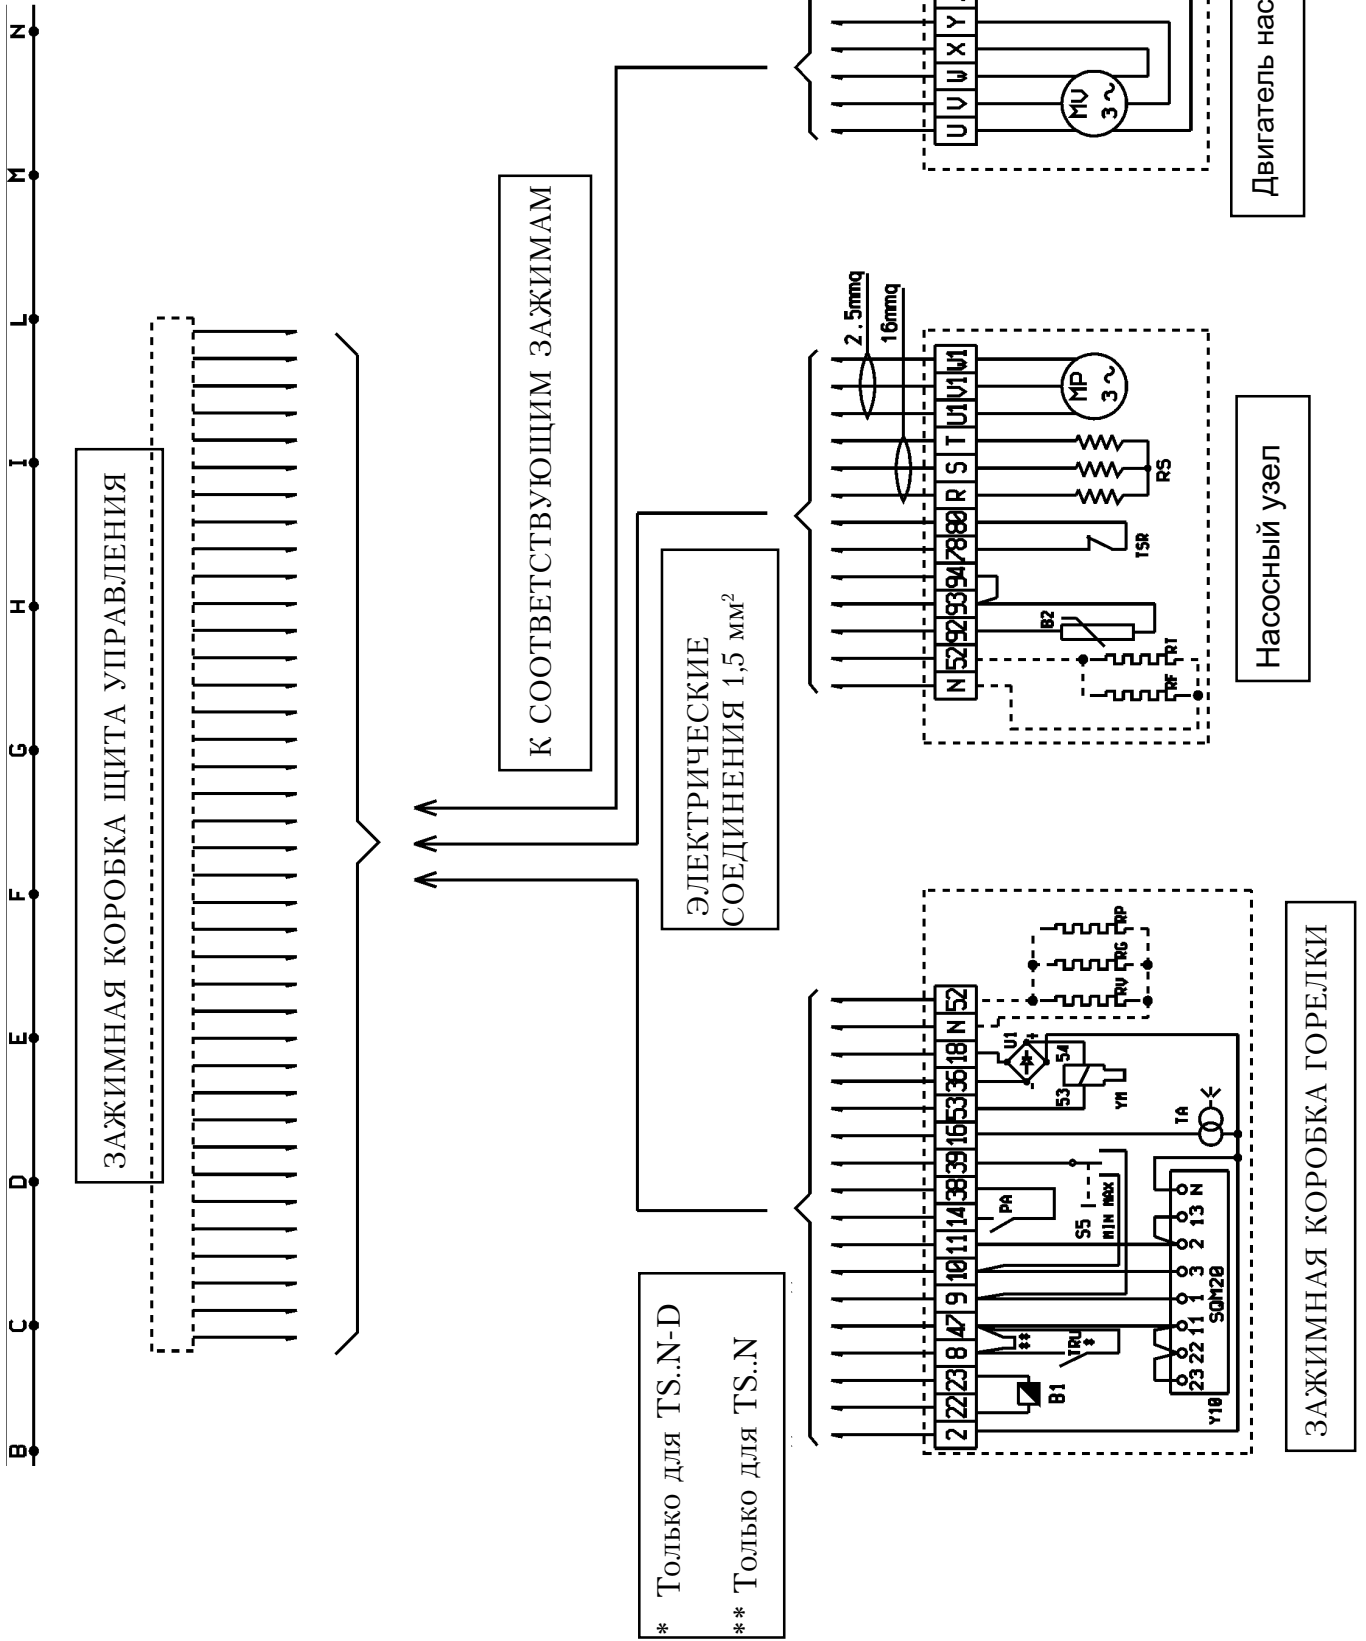 B C D E F G H I L M N
ЗАЖИМНАЯ КОРОБКА ЩИТА УПРАВЛЕНИЯ
К СООТВЕТСТВУЮЩИМ ЗАЖИМАМ
ЭЛЕКТРИЧЕСКИЕ
СОЕДИНЕНИЯ 1,5 мм²
* Только для TS..N-D
** Только для TS..N
2 22 23 8 47 9 10 11 14 38 39 16 53 36 18 N 52
B1
**
TRU
*
PA
S5
MIN MAX
53 54
YM
U1
+
-
TA
RV RG RP
23 22 11 1 3 2 13 N
SQM20
Y10
ЗАЖИМНАЯ КОРОБКА ГОРЕЛКИ
2.5mmq
16mmq
N 52 92 93 94 78 80 R S T U1 V1 W1
B2
RF RT
TSR
RS
MP
3 ~
Насосный узел
U V W X Y
MV
3 ~
Двигатель нас